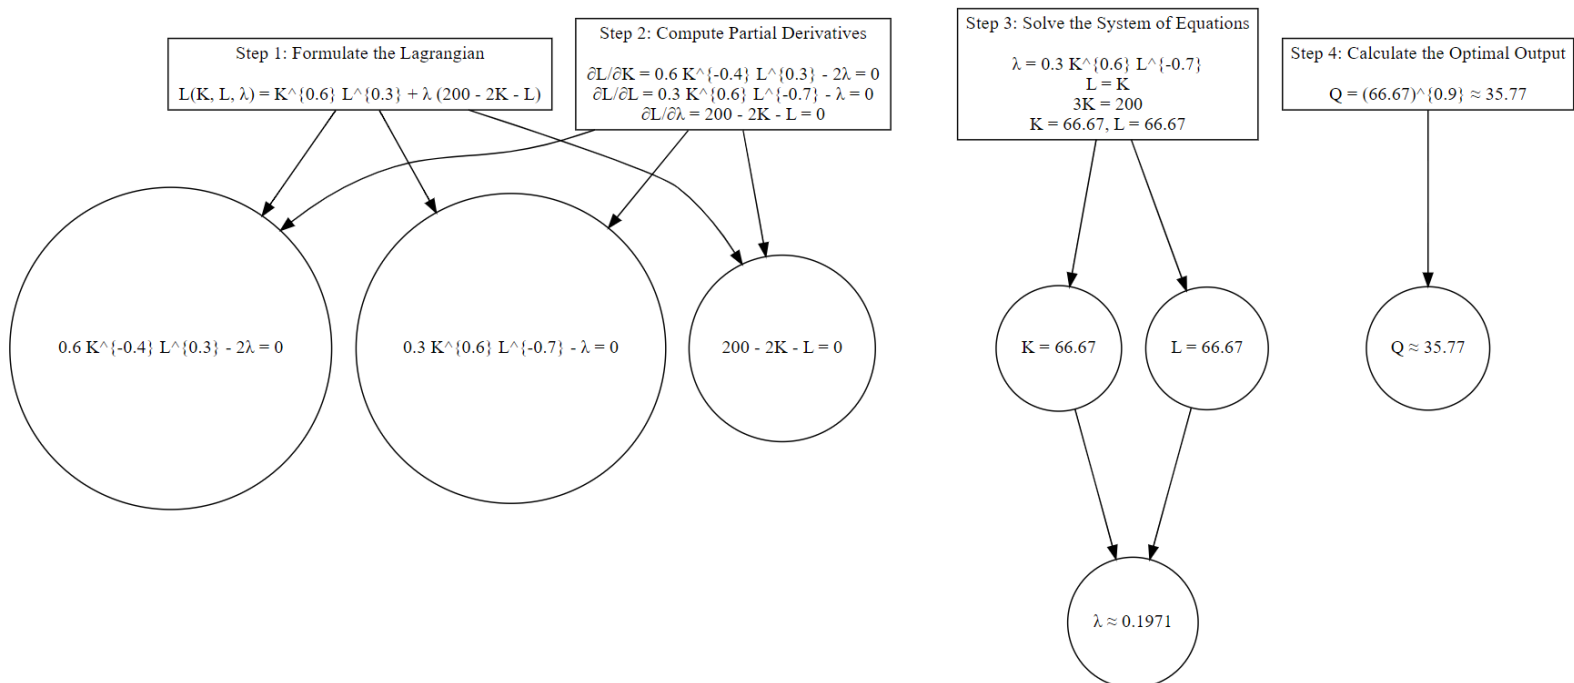 Step 1: Formulate the Lagrangian
L(K, L, λ) = K^{0.6} L^{0.3} + λ (200 - 2K - L)
Step 2: Compute Partial Derivatives
∂L/∂K = 0.6 K^{-0.4} L^{0.3} - 2λ = 0
∂L/∂L = 0.3 K^{0.6} L^{-0.7} - λ = 0
∂L/∂λ = 200 - 2K - L = 0
Step 3: Solve the System of Equations
λ = 0.3 K^{0.6} L^{-0.7}
L = K
3K = 200
K = 66.67, L = 66.67
Step 4: Calculate the Optimal Output
Q = (66.67)^{0.9} ≈ 35.77
0.6 K^{-0.4} L^{0.3} - 2λ = 0
0.3 K^{0.6} L^{-0.7} - λ = 0
200 - 2K - L = 0
K = 66.67
L = 66.67
Q ≈ 35.77
λ ≈ 0.1971